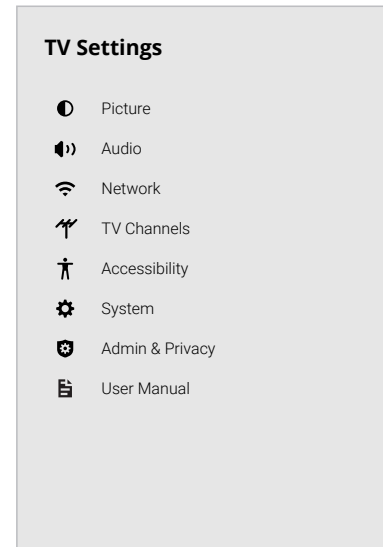 TV Settings
Picture
Audio
Network
TV Channels
Accessibility
System
Admin & Privacy
User Manual